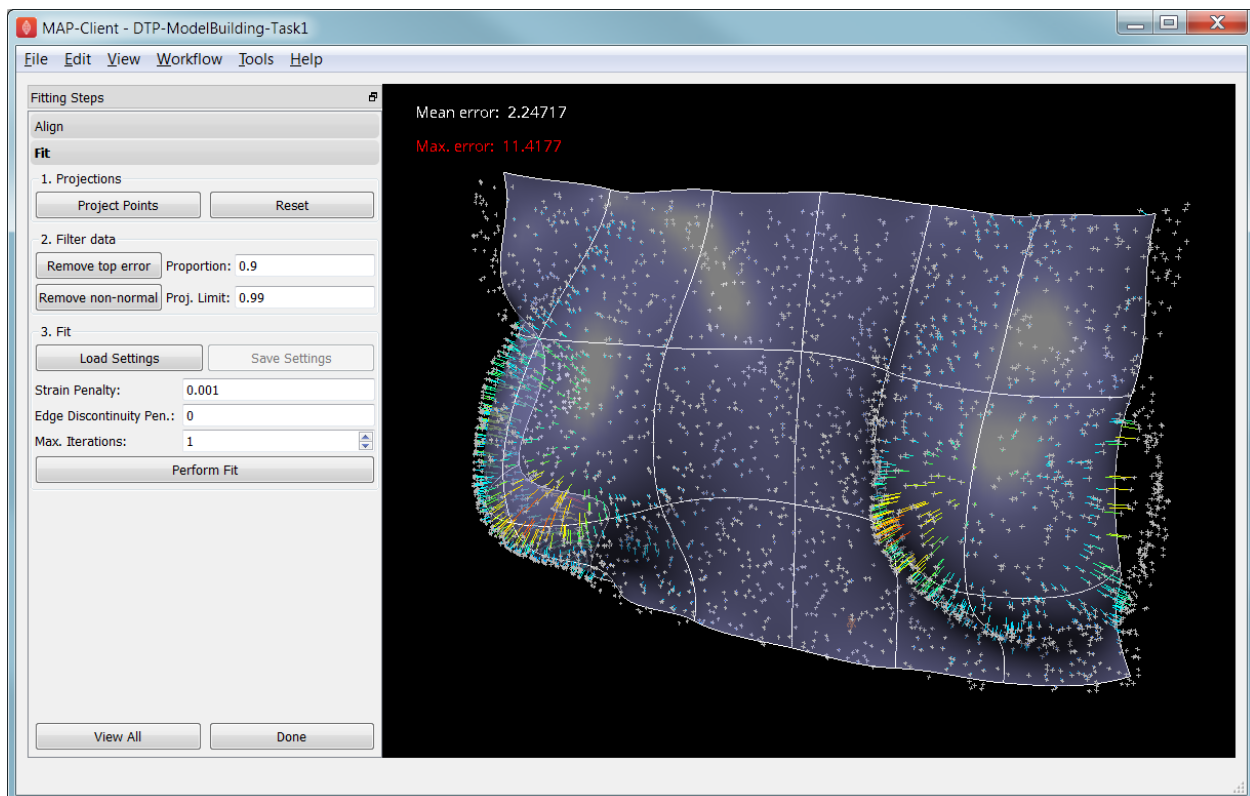 MAP-Client - DTP-ModelBuilding-Task1
File Edit View Workflow Tools Help
Fitting Steps
Align
Fit
1. Projections
Project Points Reset
2. Filter data
Remove top error Proportion: 0.9
Remove non-normal Proj. Limit: 0.99
3. Fit
Load Settings Save Settings
Strain Penalty: 0.001
Edge Discontinuity Pen.: 0
Max. Iterations: 1
Perform Fit
View All Done
Mean error: 2.24717
Max. error: 11.4177